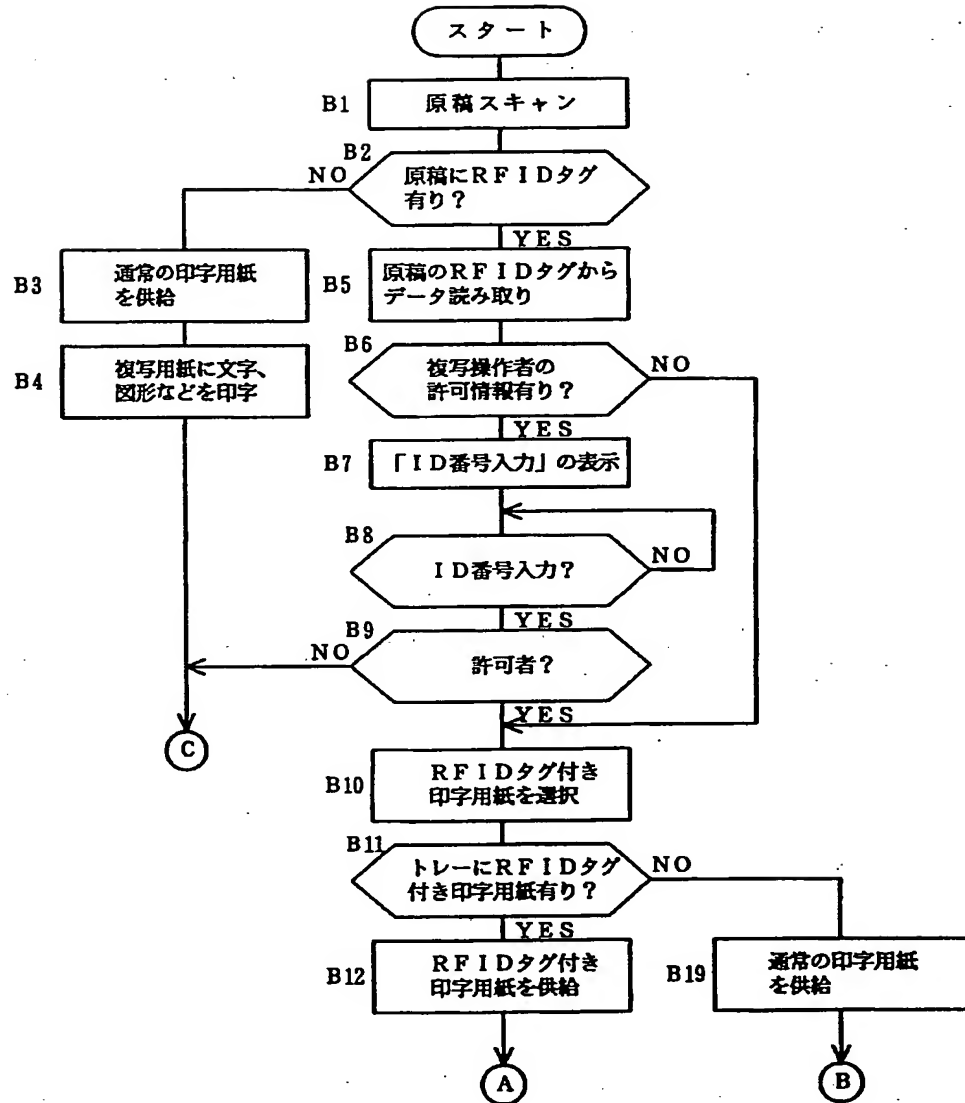 スタート
B1
原稿スキャン
B2
NO
原稿にRFIDタグ
有り?
YES
B3
通常の印字用紙
を供給
B5
原稿のRFIDタグから
データ読み取り
B4
複写用紙に文字、
図形などを印字
B6
複写操作者の
許可情報有り?
NO
YES
B7
「ID番号入力」の表示
B8
ID番号入力?
NO
YES
B9
NO
許可者?
YES
C
B10
RFIDタグ付き
印字用紙を選択
B11
トレーにRFIDタグ
付き印字用紙有り?
NO
YES
B12
RFIDタグ付き
印字用紙を供給
B19
通常の印字用紙
を供給
A
B